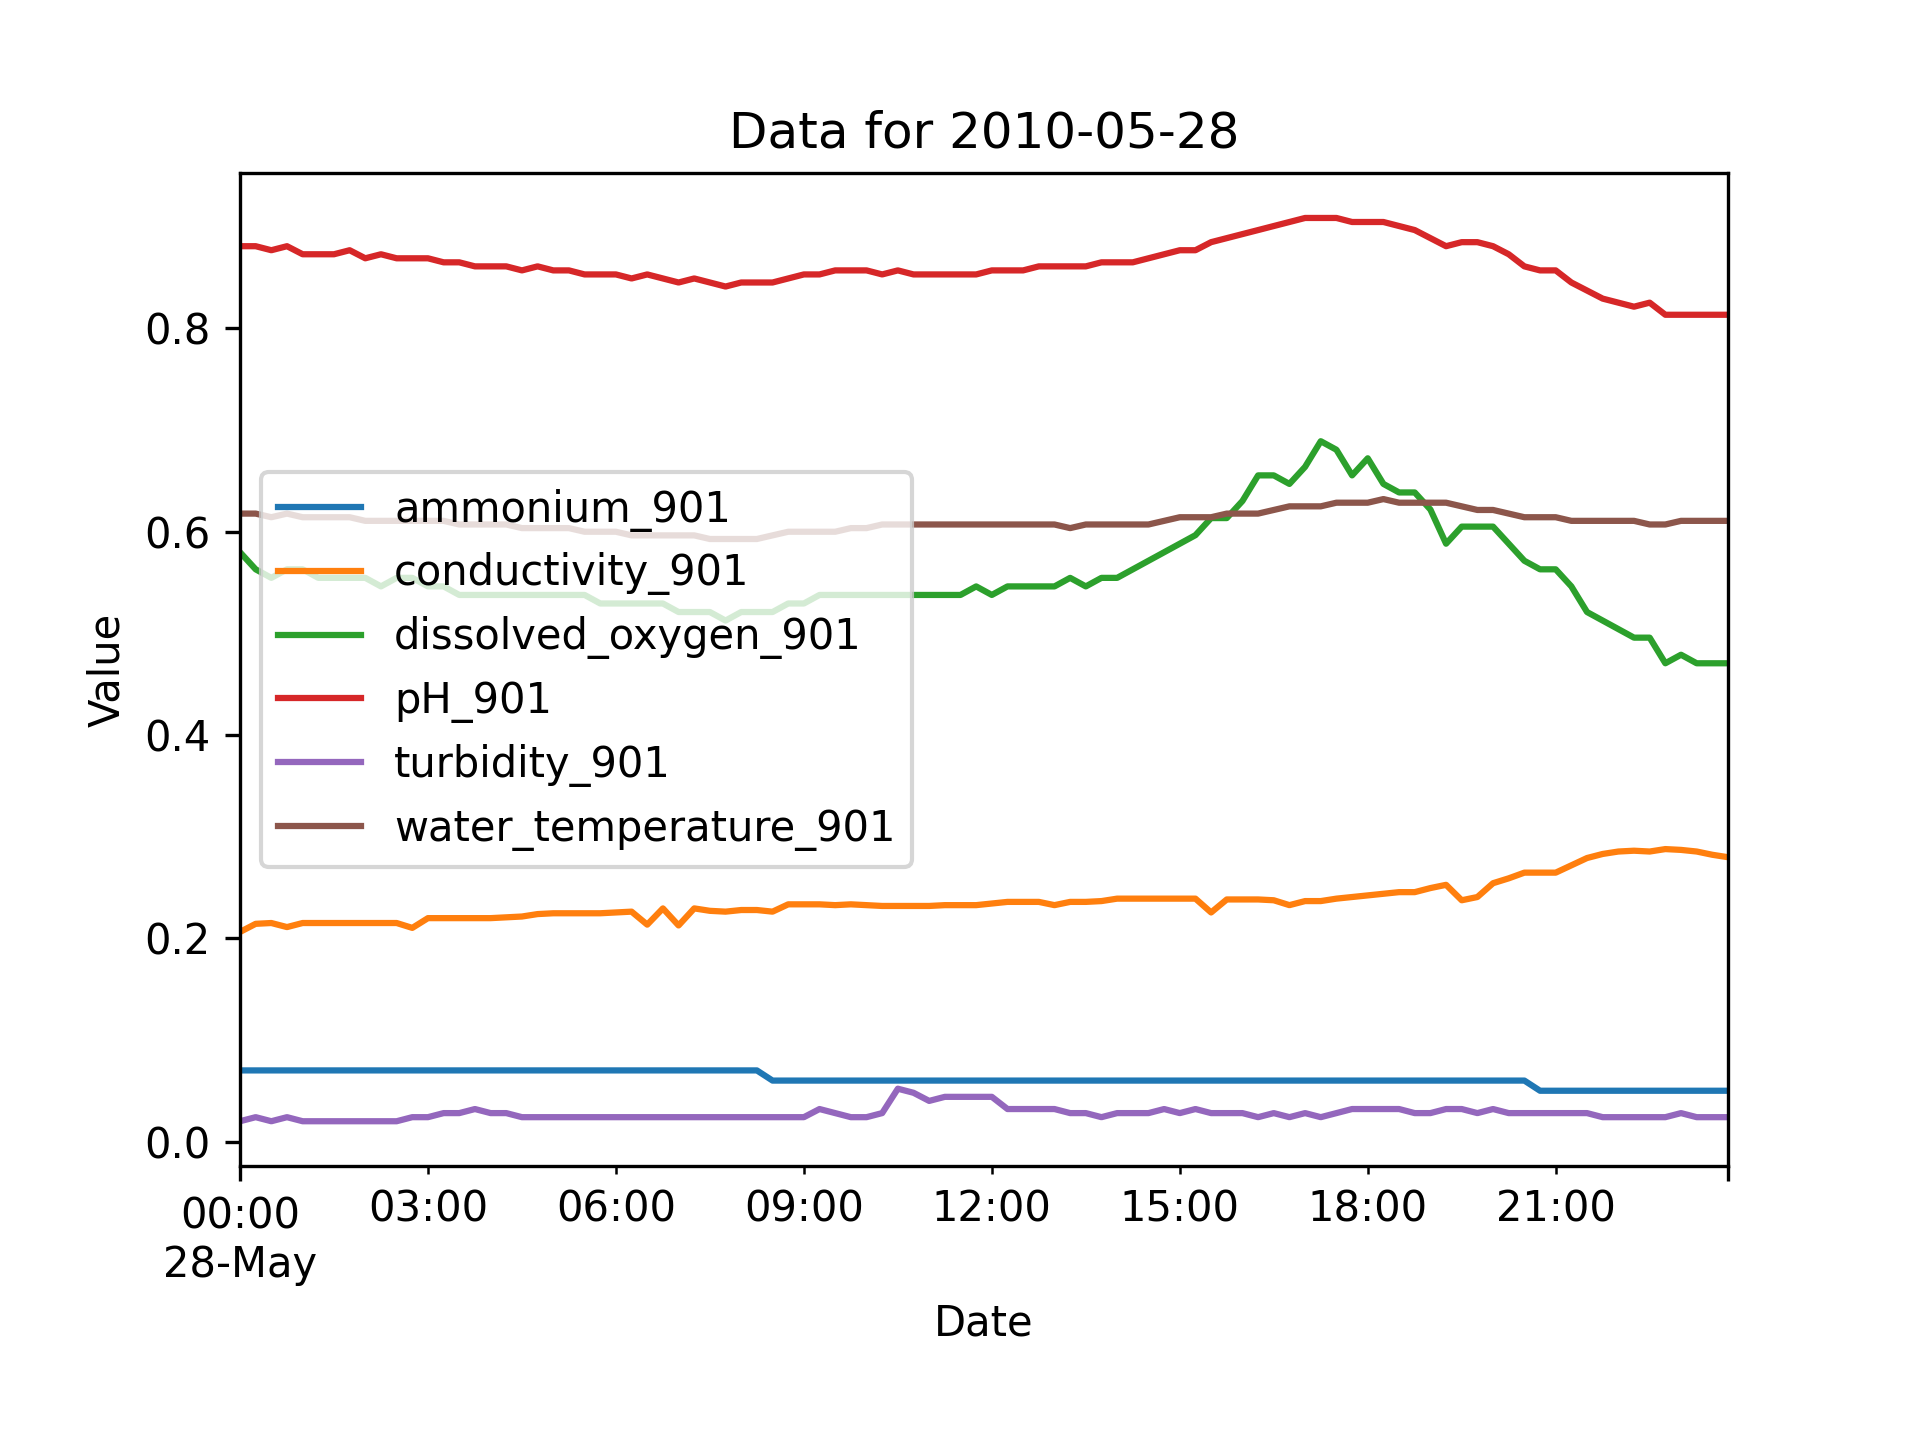 Data for 2010-05-28
Value
0.8
0.6
0.4
0.2
0.0
ammonium_901
conductivity_901
dissolved_oxygen_901
pH_901
turbidity_901
water_temperature_901
00:00 03:00 06:00 09:00 12:00 15:00 18:00 21:00
28-May
Date